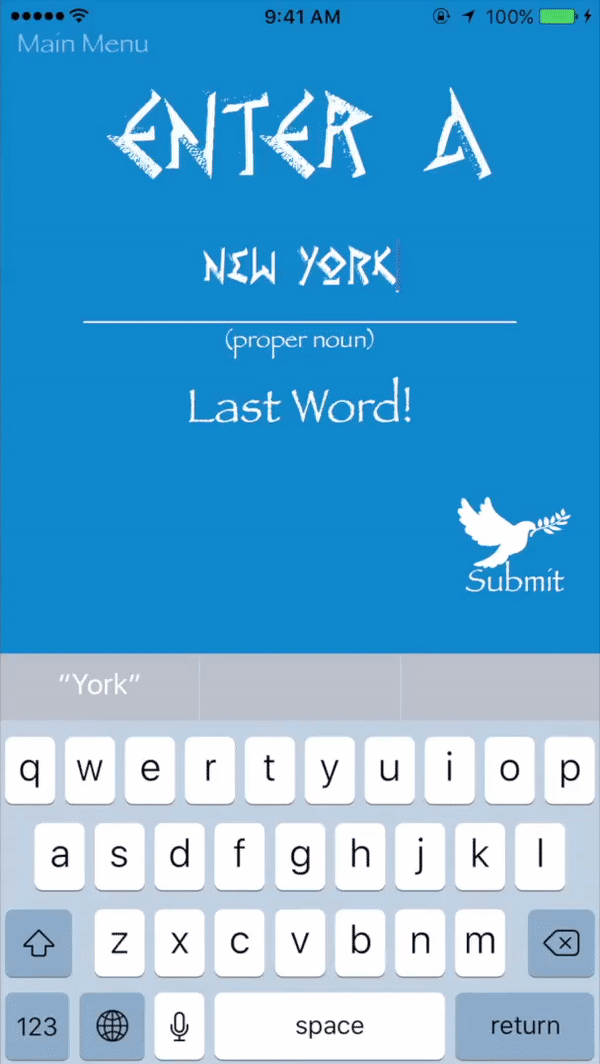 9:41 AM 100%
Main Menu
ENTER A
NEW YORK
(proper noun)
Last Word!
Submit
“York”
q w e r t y u i o p
a s d f g h j k l
z x c v b n m
123 space return